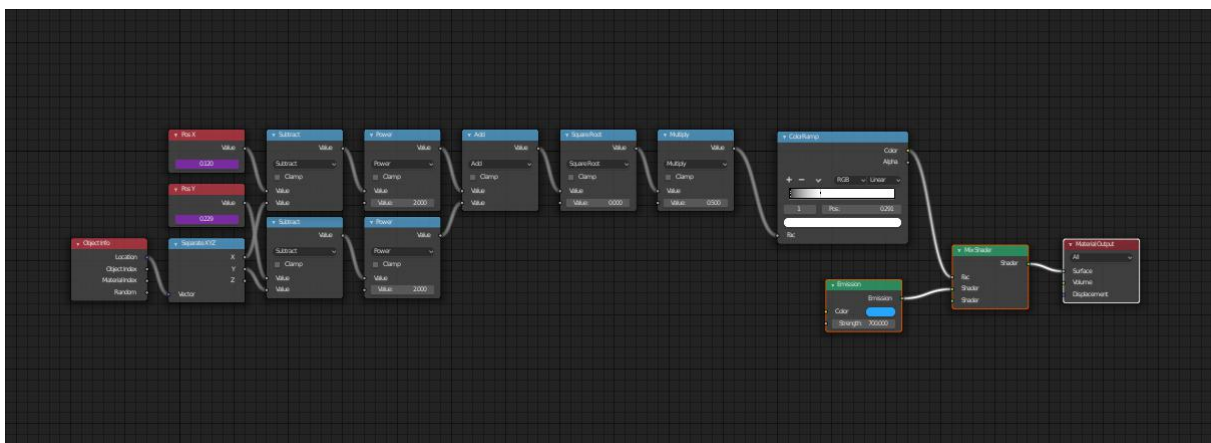 Pos X
Value
0.120
Pos Y
Value
0.229
Object Info
Location
Object Index
Material Index
Random
Separate XYZ
X
Y
Z
Vector
Subtract
Value
Subtract
Clamp
Value
Value
Subtract
Value
Subtract
Clamp
Value
Value
Power
Value
Power
Clamp
Value
Value 2.000
Power
Value
Power
Clamp
Value
Value 2.000
Add
Value
Add
Clamp
Value
Value
Square Root
Value
Square Root
Clamp
Value
Value 0.000
Multiply
Value
Multiply
Clamp
Value
Value 0.500
ColorRamp
Color
Alpha
RGB Linear
1 Pos 0.291
Fac
Emission
Emission
Color
Strength 700.000
Mix Shader
Shader
Fac
Shader
Shader
Material Output
All
Surface
Volume
Displacement